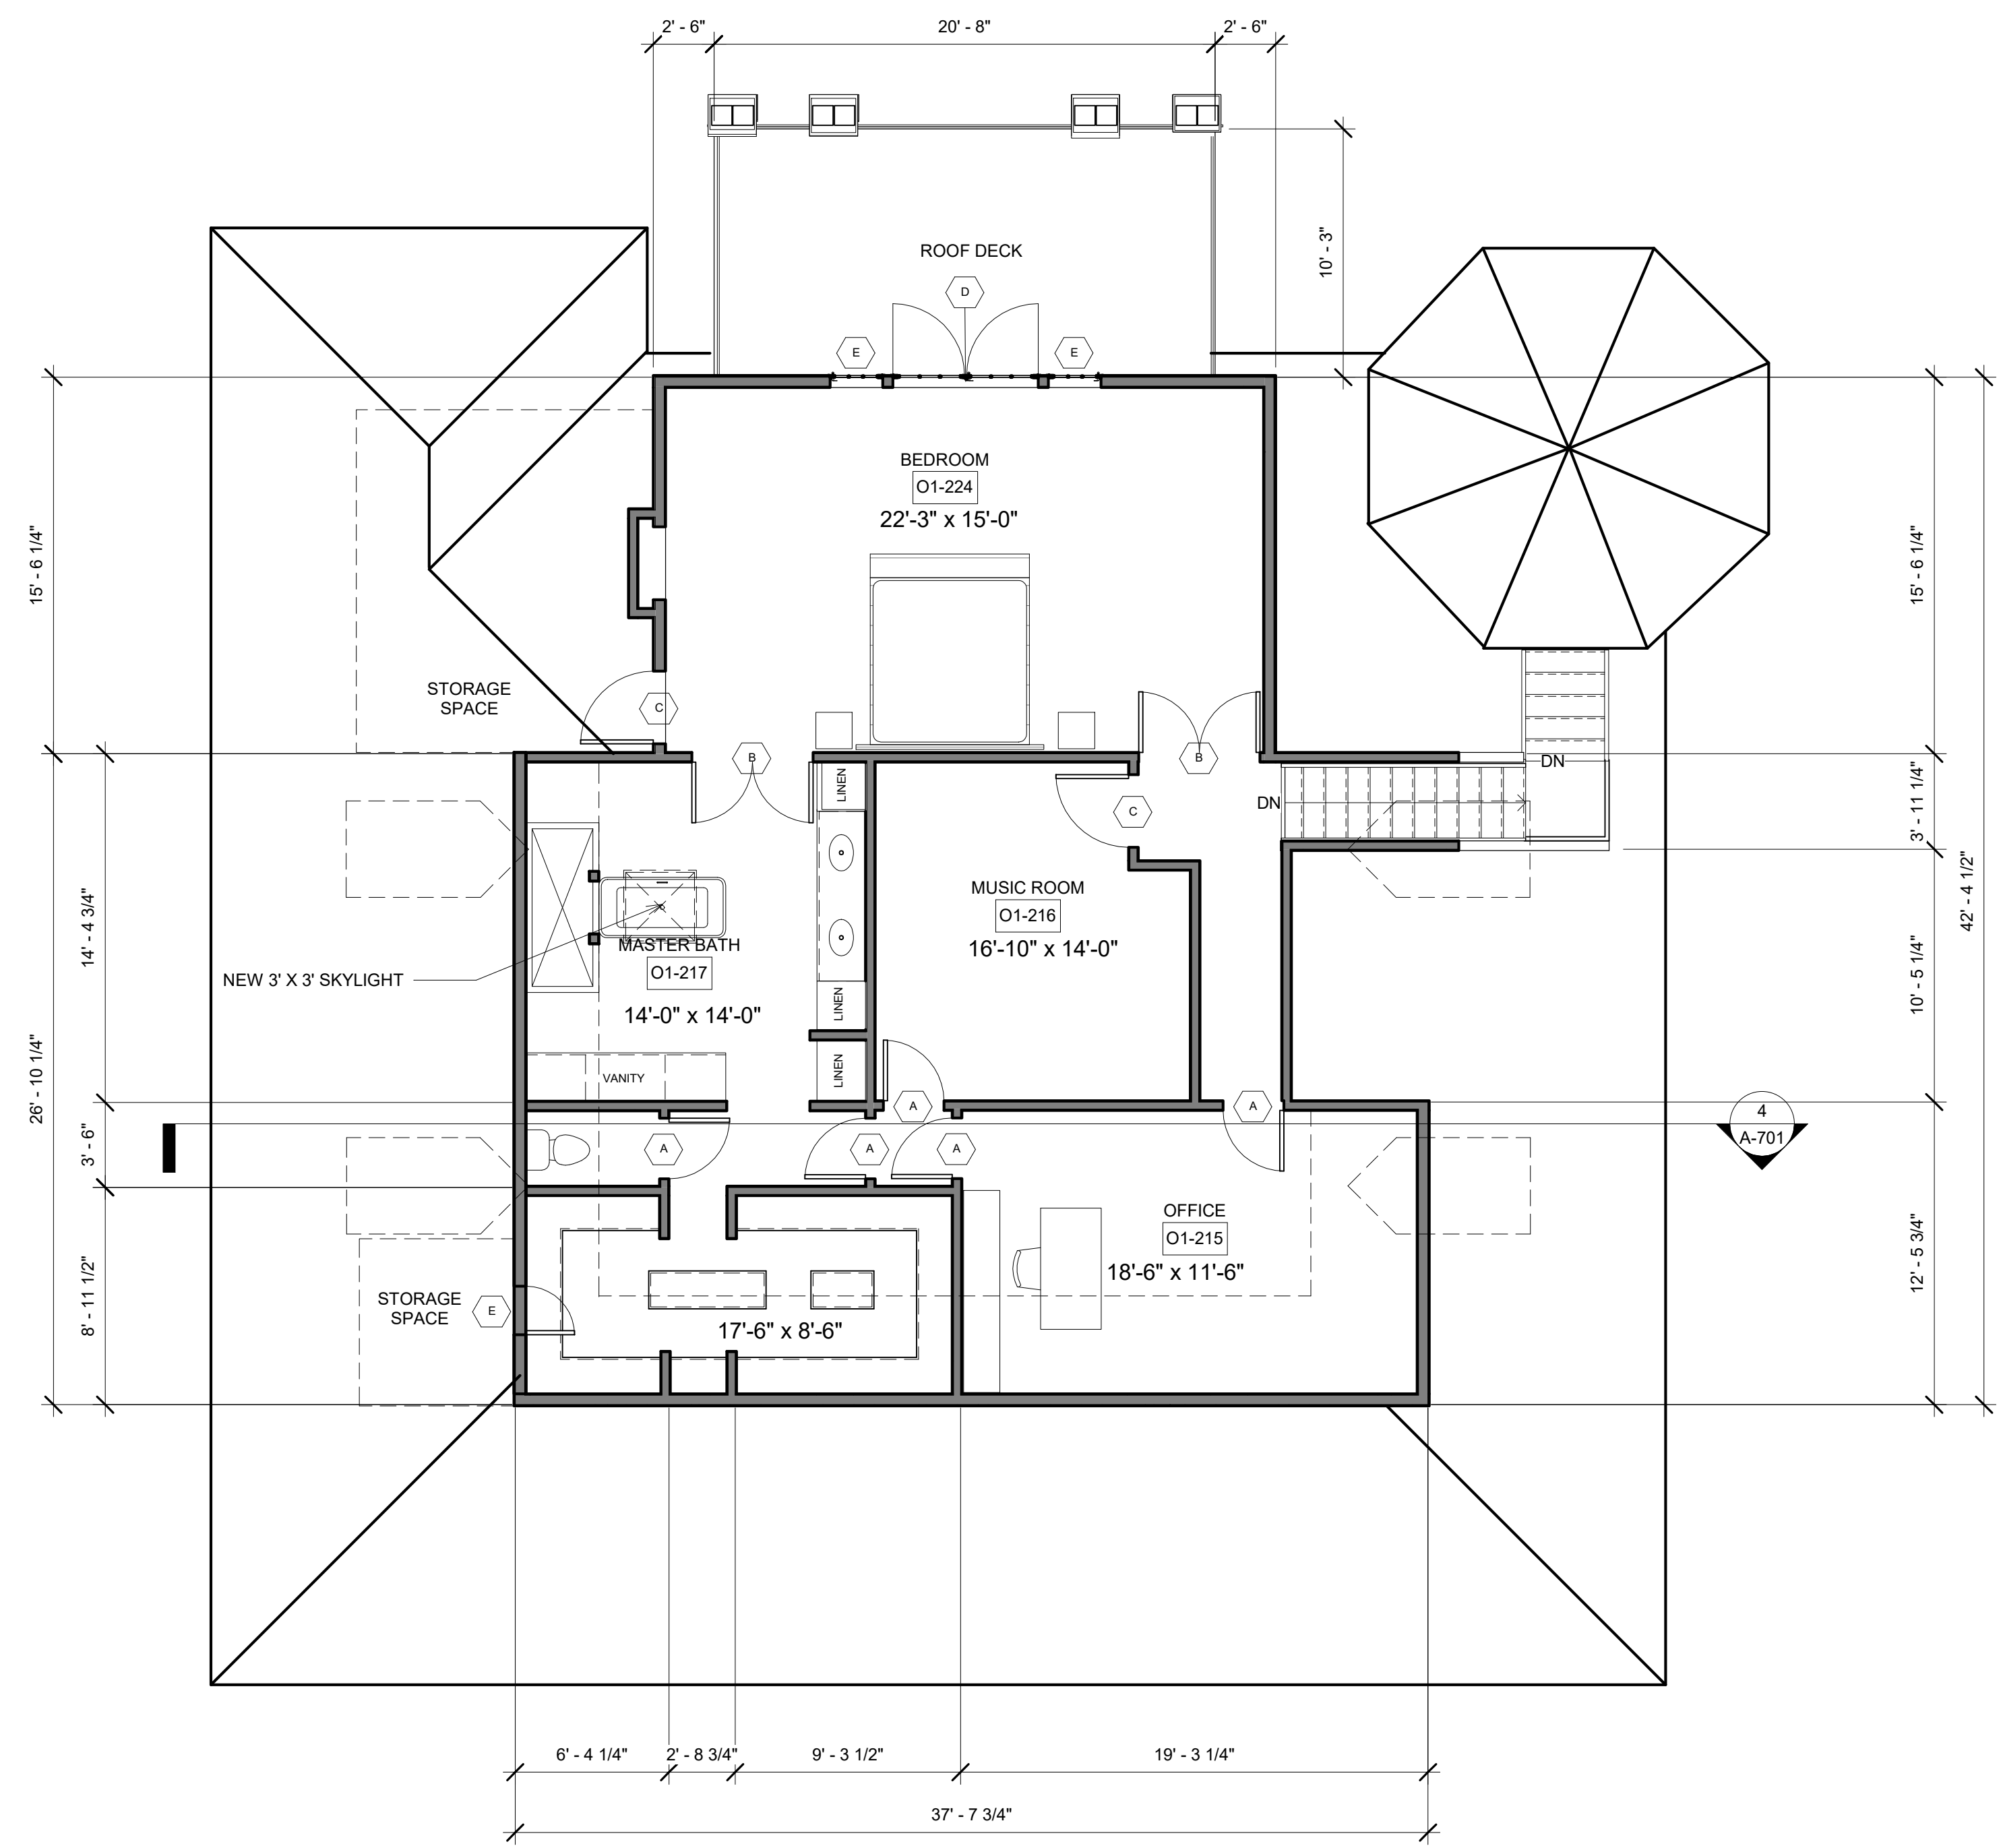 2' - 6"
20' - 8"
2' - 6"
10' - 3"
ROOF DECK
D
E
E
BEDROOM
O1-224
22'-3" x 15'-0"
15' - 6 1/4"
15' - 6 1/4"
STORAGE
SPACE
C
B
B
LINEN
DN
DN
C
3' - 11 1/4"
42' - 4 1/2"
MUSIC ROOM
O1-216
16'-10" x 14'-0"
14' - 4 3/4"
MASTER BATH
O1-217
NEW 3' X 3' SKYLIGHT
14'-0" x 14'-0"
LINEN
10' - 5 1/4"
26' - 10 1/4"
VANITY
LINEN
A
A
4
A-701
3' - 6"
A
A
A
OFFICE
O1-215
18'-6" x 11'-6"
12' - 5 3/4"
8' - 11 1/2"
STORAGE
SPACE
E
17'-6" x 8'-6"
6' - 4 1/4"
2' - 8 3/4"
9' - 3 1/2"
19' - 3 1/4"
37' - 7 3/4"